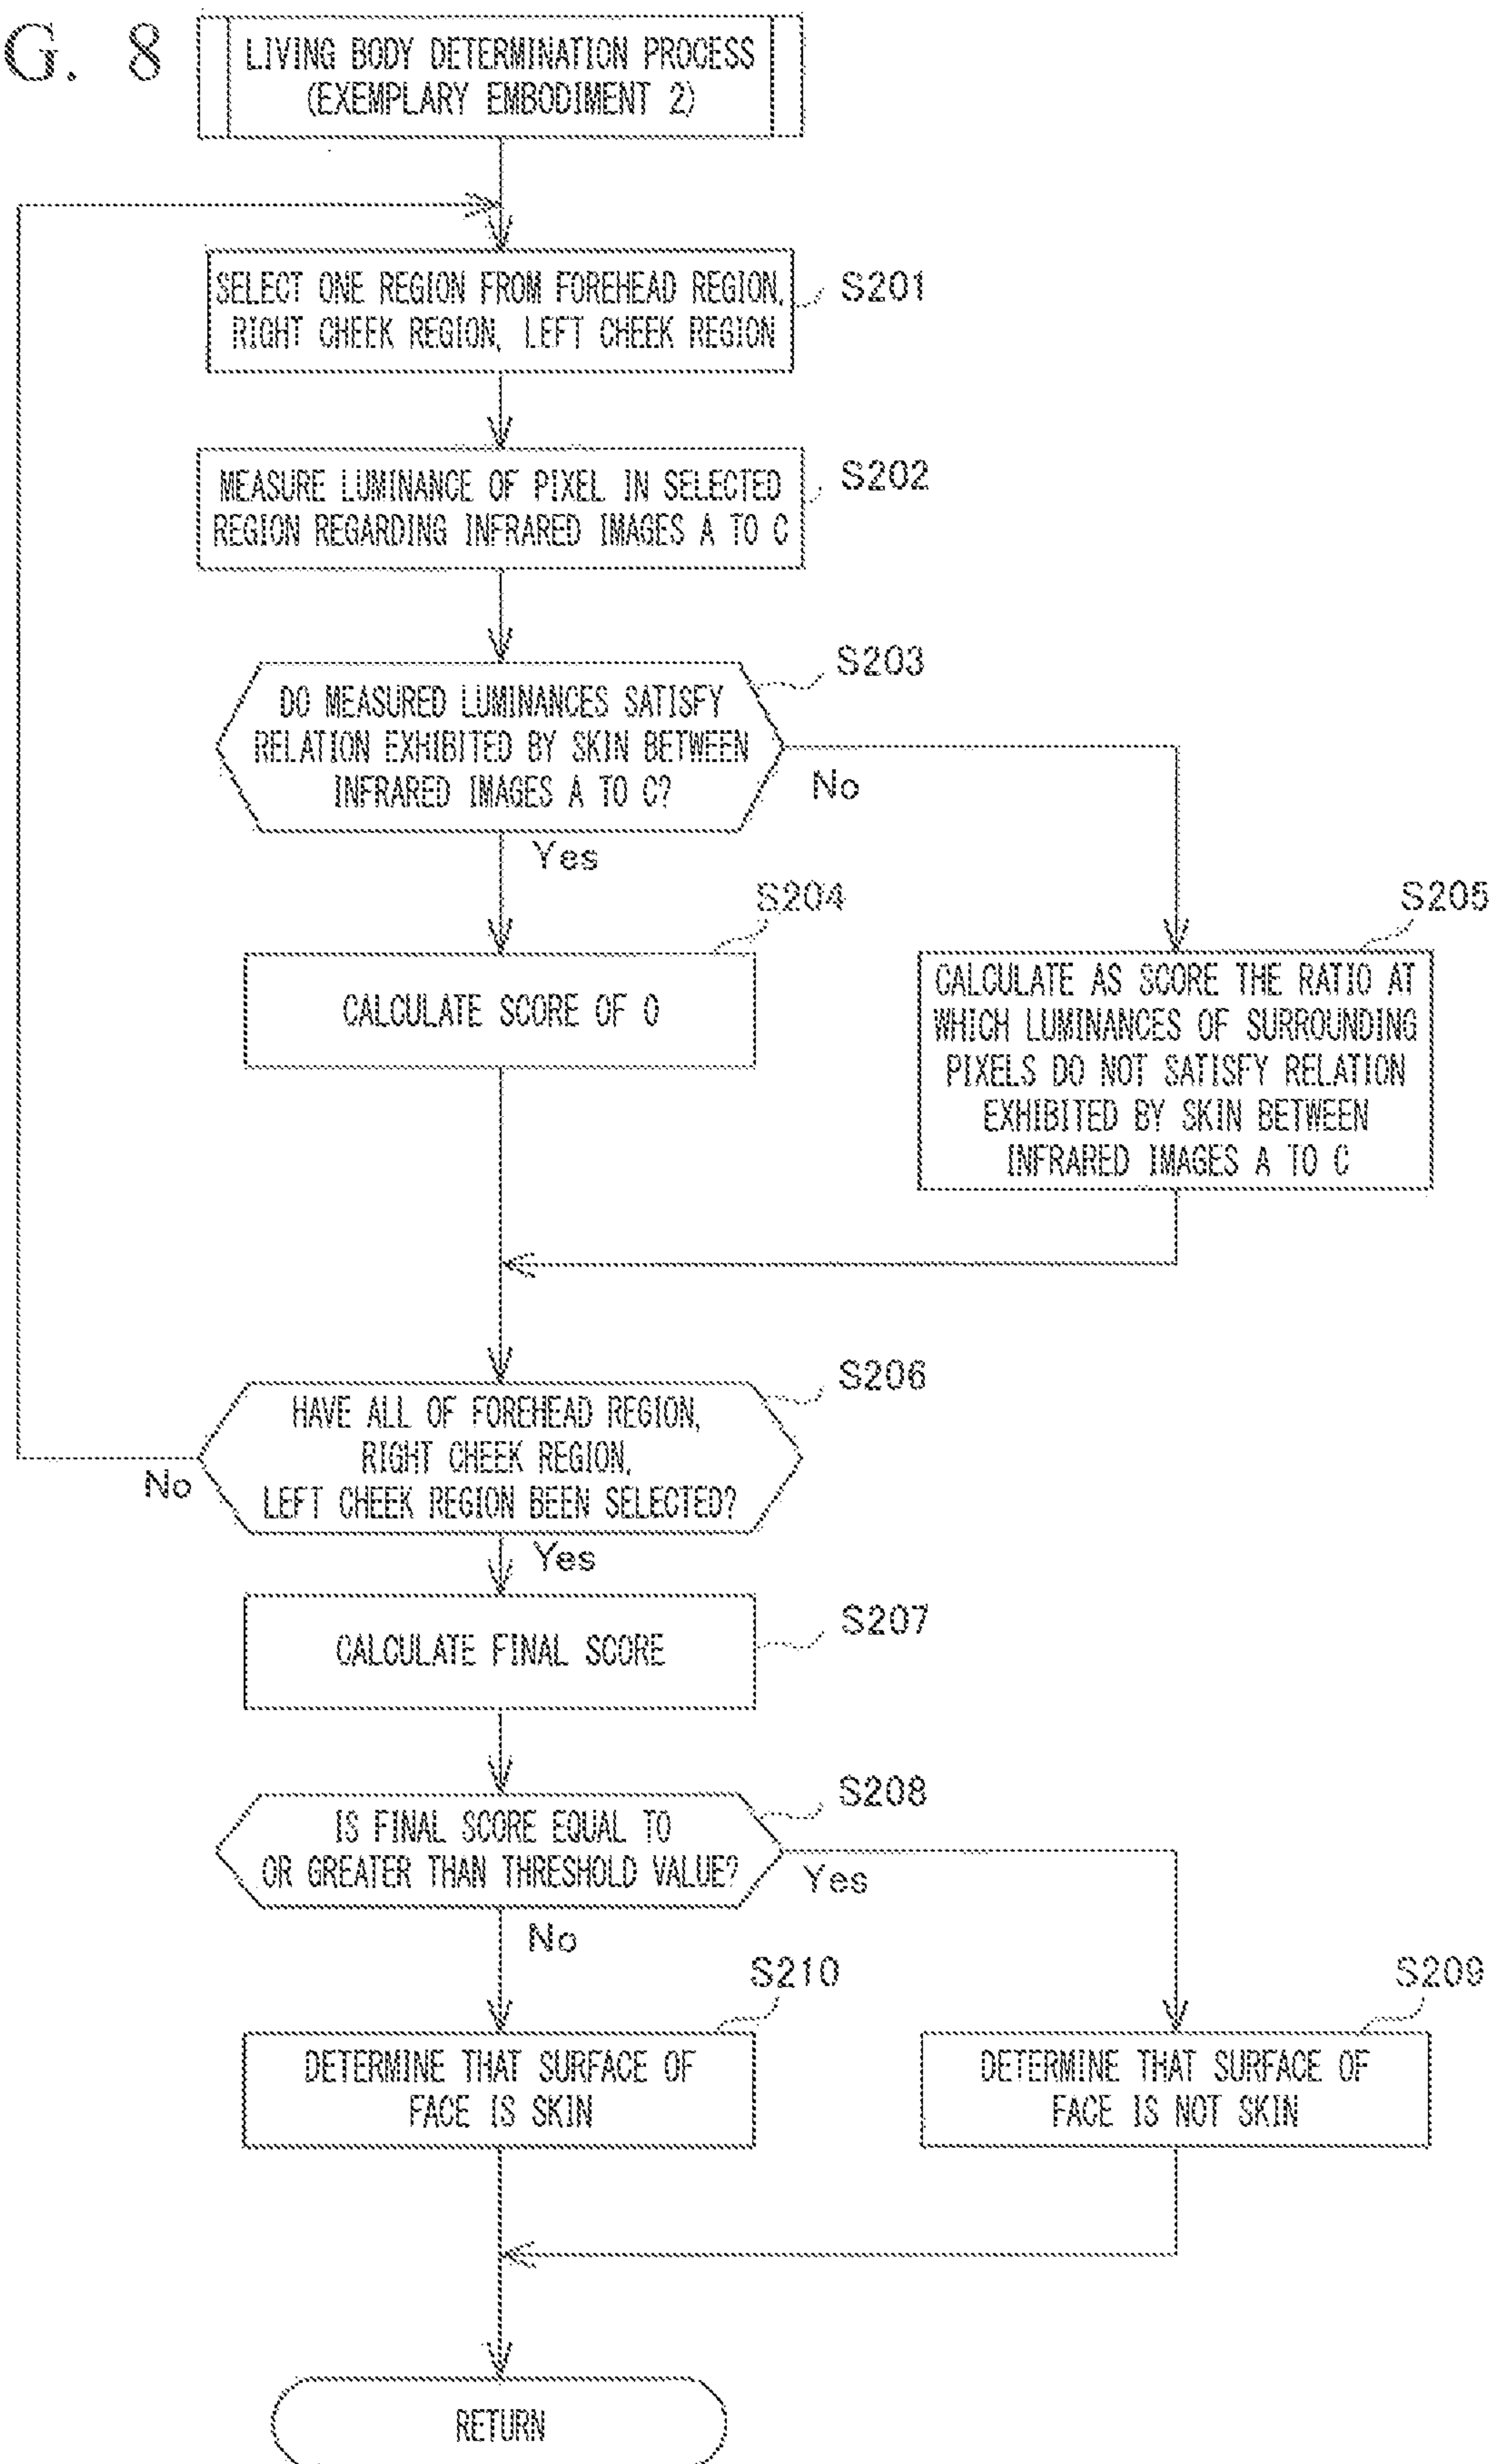 G. 8
LIVING BODY DETERMINATION PROCESS
(EXEMPLARY EMBODIMENT 2)
SELECT ONE REGION FROM FOREHEAD REGION,
RIGHT CHEEK REGION, LEFT CHEEK REGION
S201
MEASURE LUMINANCE OF PIXEL IN SELECTED
REGION REGARDING INFRARED IMAGES A TO C
S202
DO MEASURED LUMINANCES SATISFY
RELATION EXHIBITED BY SKIN BETWEEN
INFRARED IMAGES A TO C?
S203
No
Yes
S204
CALCULATE SCORE OF 0
S205
CALCULATE AS SCORE THE RATIO AT
WHICH LUMINANCES OF SURROUNDING
PIXELS DO NOT SATISFY RELATION
EXHIBITED BY SKIN BETWEEN
INFRARED IMAGES A TO C
HAVE ALL OF FOREHEAD REGION,
RIGHT CHEEK REGION,
LEFT CHEEK REGION BEEN SELECTED?
S206
No
Yes
CALCULATE FINAL SCORE
S207
IS FINAL SCORE EQUAL TO
OR GREATER THAN THRESHOLD VALUE?
S208
Yes
No
S210
DETERMINE THAT SURFACE OF
FACE IS SKIN
S209
DETERMINE THAT SURFACE OF
FACE IS NOT SKIN
RETURN